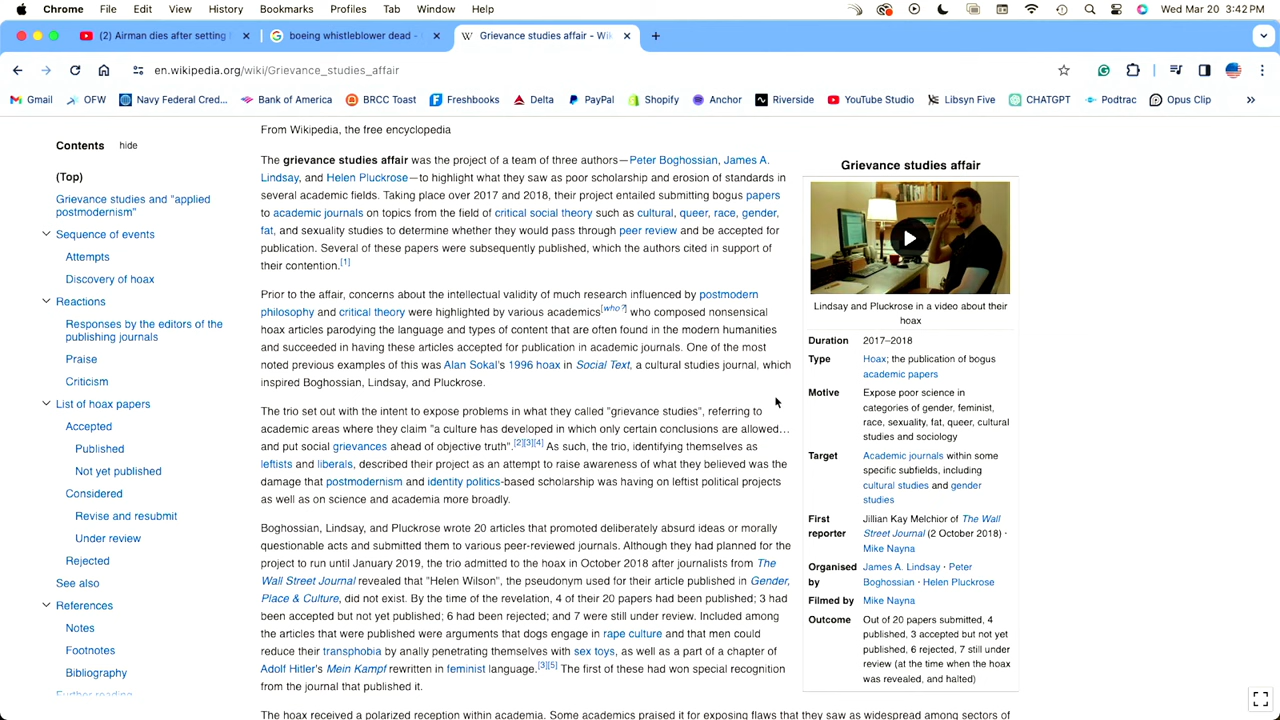 Chrome File Edit View History Bookmarks Profiles Tab Window Help Wed Mar 20 3:42 PM
(2) Airman dies after setting f
boeing whistleblower dead -
Grievance studies affair - Wi
en.wikipedia.org/wiki/Grievance_studies_affair
Gmail OFW Navy Federal Cred... Bank of America BRCC Toast Freshbooks Delta PayPal Shopify Anchor Riverside YouTube Studio Libsyn Five CHATGPT Podtrac Opus Clip »
Contents hide
(Top)
Grievance studies and "applied
postmodernism"
Sequence of events
Attempts
Discovery of hoax
Reactions
Responses by the editors of the
publishing journals
Praise
Criticism
List of hoax papers
Accepted
Published
Not yet published
Considered
Revise and resubmit
Under review
Rejected
See also
References
Notes
Footnotes
Bibliography
Further reading
From Wikipedia, the free encyclopedia
The grievance studies affair was the project of a team of three authors—Peter Boghossian, James A.
Lindsay, and Helen Pluckrose—to highlight what they saw as poor scholarship and erosion of standards in
several academic fields. Taking place over 2017 and 2018, their project entailed submitting bogus papers
to academic journals on topics from the field of critical social theory such as cultural, queer, race, gender,
fat, and sexuality studies to determine whether they would pass through peer review and be accepted for
publication. Several of these papers were subsequently published, which the authors cited in support of
their contention.[1]
Prior to the affair, concerns about the intellectual validity of much research influenced by postmodern
philosophy and critical theory were highlighted by various academics[who?] who composed nonsensical
hoax articles parodying the language and types of content that are often found in the modern humanities
and succeeded in having these articles accepted for publication in academic journals. One of the most
noted previous examples of this was Alan Sokal's 1996 hoax in Social Text, a cultural studies journal, which
inspired Boghossian, Lindsay, and Pluckrose.
The trio set out with the intent to expose problems in what they called "grievance studies", referring to
academic areas where they claim "a culture has developed in which only certain conclusions are allowed...
and put social grievances ahead of objective truth".[2][3][4] As such, the trio, identifying themselves as
leftists and liberals, described their project as an attempt to raise awareness of what they believed was the
damage that postmodernism and identity politics-based scholarship was having on leftist political projects
as well as on science and academia more broadly.
Boghossian, Lindsay, and Pluckrose wrote 20 articles that promoted deliberately absurd ideas or morally
questionable acts and submitted them to various peer-reviewed journals. Although they had planned for the
project to run until January 2019, the trio admitted to the hoax in October 2018 after journalists from The
Wall Street Journal revealed that "Helen Wilson", the pseudonym used for their article published in Gender,
Place & Culture, did not exist. By the time of the revelation, 4 of their 20 papers had been published; 3 had
been accepted but not yet published; 6 had been rejected; and 7 were still under review. Included among
the articles that were published were arguments that dogs engage in rape culture and that men could
reduce their transphobia by anally penetrating themselves with sex toys, as well as a part of a chapter of
Adolf Hitler's Mein Kampf rewritten in feminist language.[3][5] The first of these had won special recognition
from the journal that published it.
The hoax received a polarized reception within academia. Some academics praised it for exposing flaws that they saw as widespread among sectors of
Grievance studies affair
Lindsay and Pluckrose in a video about their
hoax
Duration 2017–2018
Type Hoax; the publication of bogus
academic papers
Motive Expose poor science in
categories of gender, feminist,
race, sexuality, fat, queer, cultural
studies and sociology
Target Academic journals within some
specific subfields, including
cultural studies and gender
studies
First Jillian Kay Melchior of The Wall
reporter Street Journal (2 October 2018) ·
Mike Nayna
Organised James A. Lindsay · Peter
by Boghossian · Helen Pluckrose
Filmed by Mike Nayna
Outcome Out of 20 papers submitted, 4
published, 3 accepted but not yet
published, 6 rejected, 7 still under
review (at the time when the hoax
was revealed, and halted)